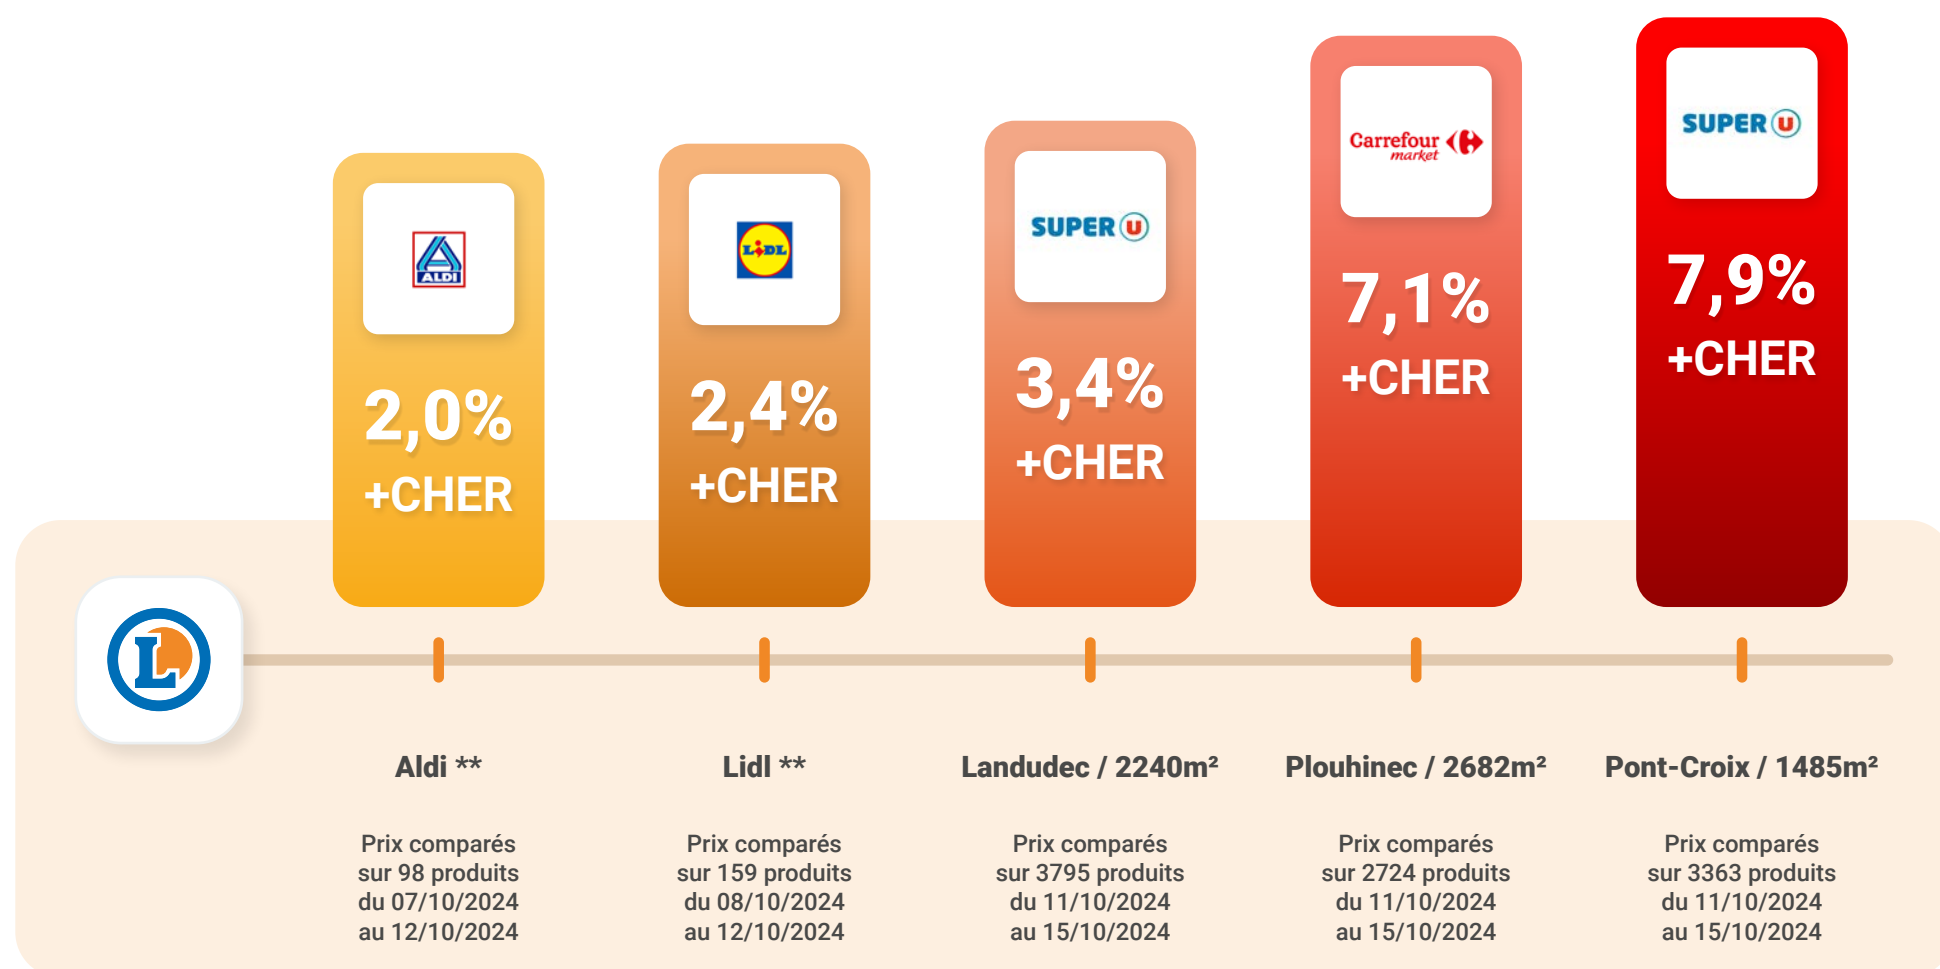 ALDI
2,0%
+CHER
LIDL
2,4%
+CHER
SUPER U
3,4%
+CHER
Carrefour
market
7,1%
+CHER
SUPER U
7,9%
+CHER
L
Aldi **
Prix comparés
sur 98 produits
du 07/10/2024
au 12/10/2024
Lidl **
Prix comparés
sur 159 produits
du 08/10/2024
au 12/10/2024
Landudec / 2240m²
Prix comparés
sur 3795 produits
du 11/10/2024
au 15/10/2024
Plouhinec / 2682m²
Prix comparés
sur 2724 produits
du 11/10/2024
au 15/10/2024
Pont-Croix / 1485m²
Prix comparés
sur 3363 produits
du 11/10/2024
au 15/10/2024